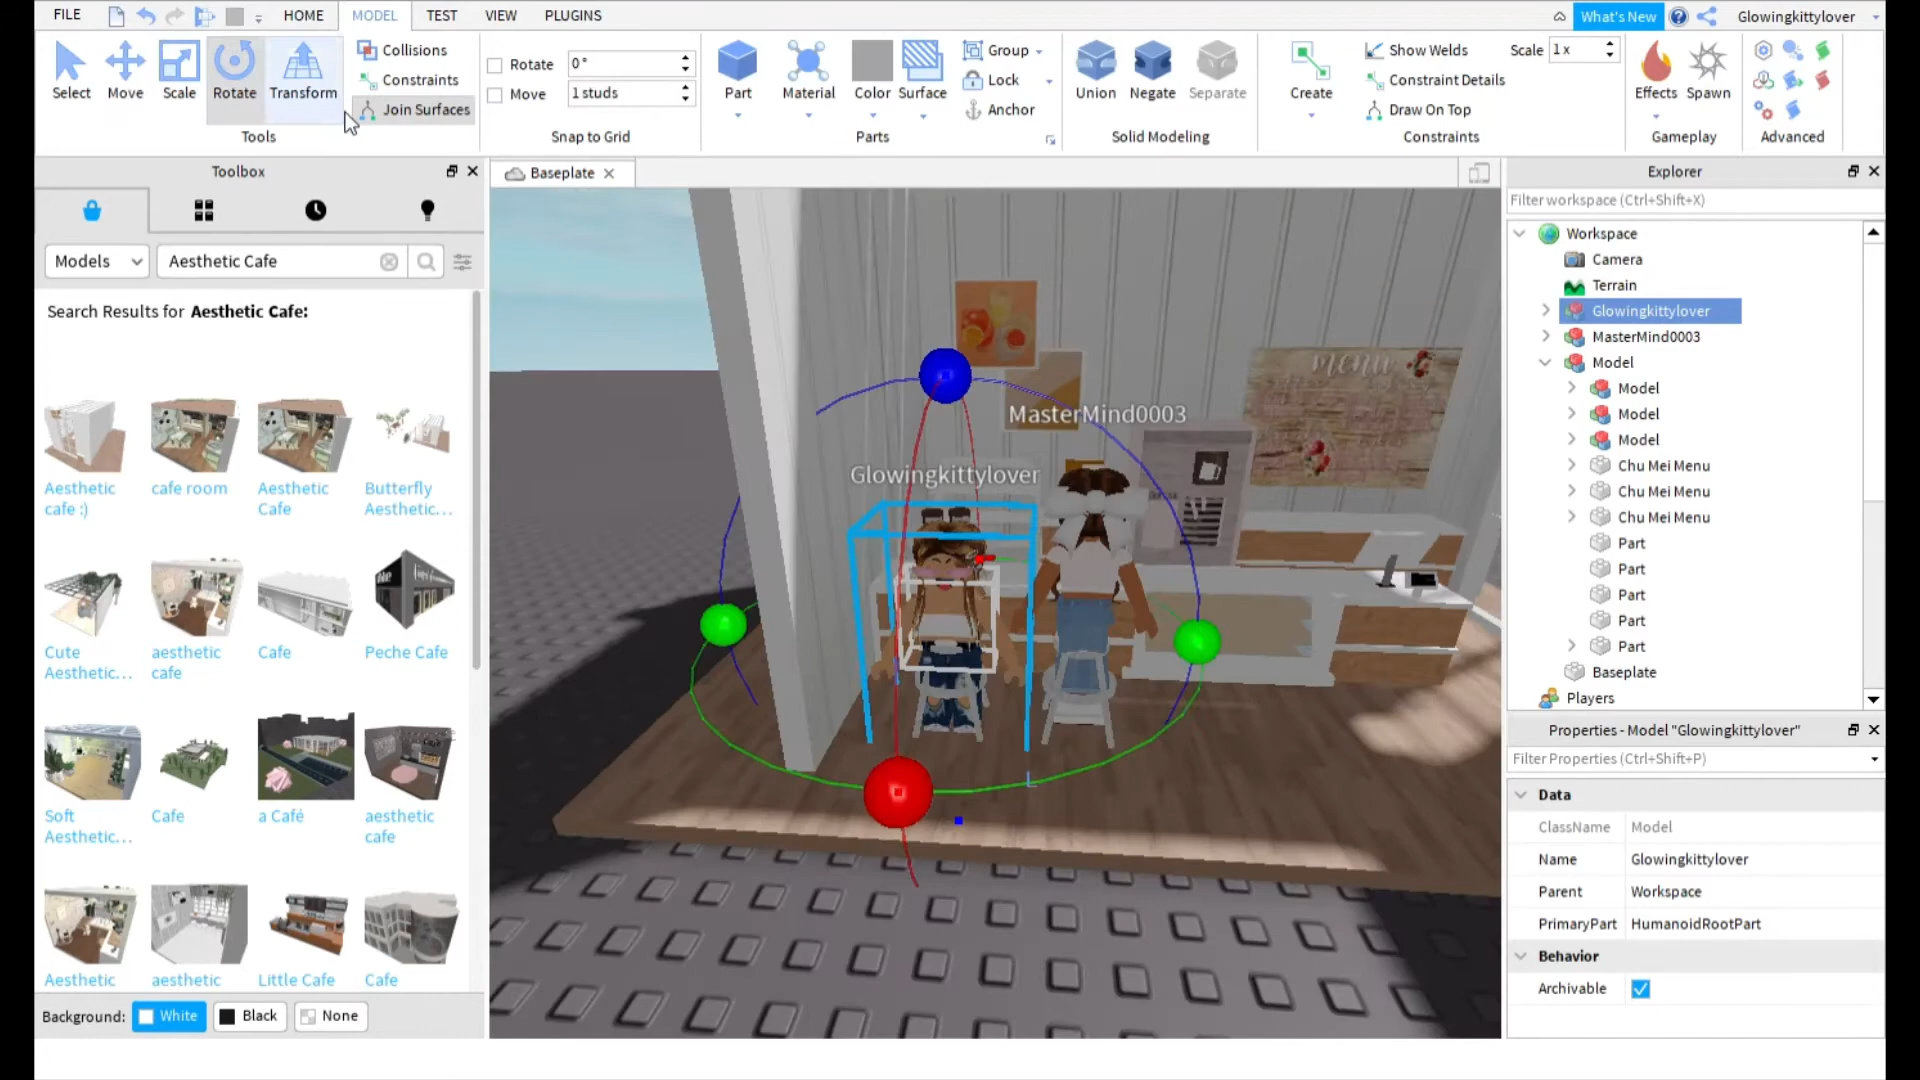 FILE HOME MODEL TEST VIEW PLUGINS What's New Glowingkittylover
Select Move Scale Rotate Transform
Collisions
Constraints
Join Surfaces
Tools
Rotate 0°
Move 1 studs
Snap to Grid
Part Material Color Surface
Group
Lock
Anchor
Parts
Union Negate Separate
Solid Modeling
Create
Show Welds Scale 1 x
Constraint Details
Draw On Top
Constraints
Effects Spawn
Gameplay
Advanced
Toolbox
Models Aesthetic Cafe
Search Results for Aesthetic Cafe:
Aesthetic
cafe :)
cafe room
Aesthetic
Cafe
Butterfly
Aesthetic...
Cute
Aesthetic...
aesthetic
cafe
Cafe
Peche Cafe
Soft
Aesthetic...
Cafe
a Café
aesthetic
cafe
Aesthetic
aesthetic
Little Cafe
Cafe
Background: White Black None
Baseplate
menu
MasterMind0003
Glowingkittylover
Explorer
Filter workspace (Ctrl+Shift+X)
Workspace
Camera
Terrain
Glowingkittylover
MasterMind0003
Model
Model
Model
Model
Chu Mei Menu
Chu Mei Menu
Chu Mei Menu
Part
Part
Part
Part
Part
Baseplate
Players
Properties - Model "Glowingkittylover"
Filter Properties (Ctrl+Shift+P)
Data
ClassName Model
Name Glowingkittylover
Parent Workspace
PrimaryPart HumanoidRootPart
Behavior
Archivable